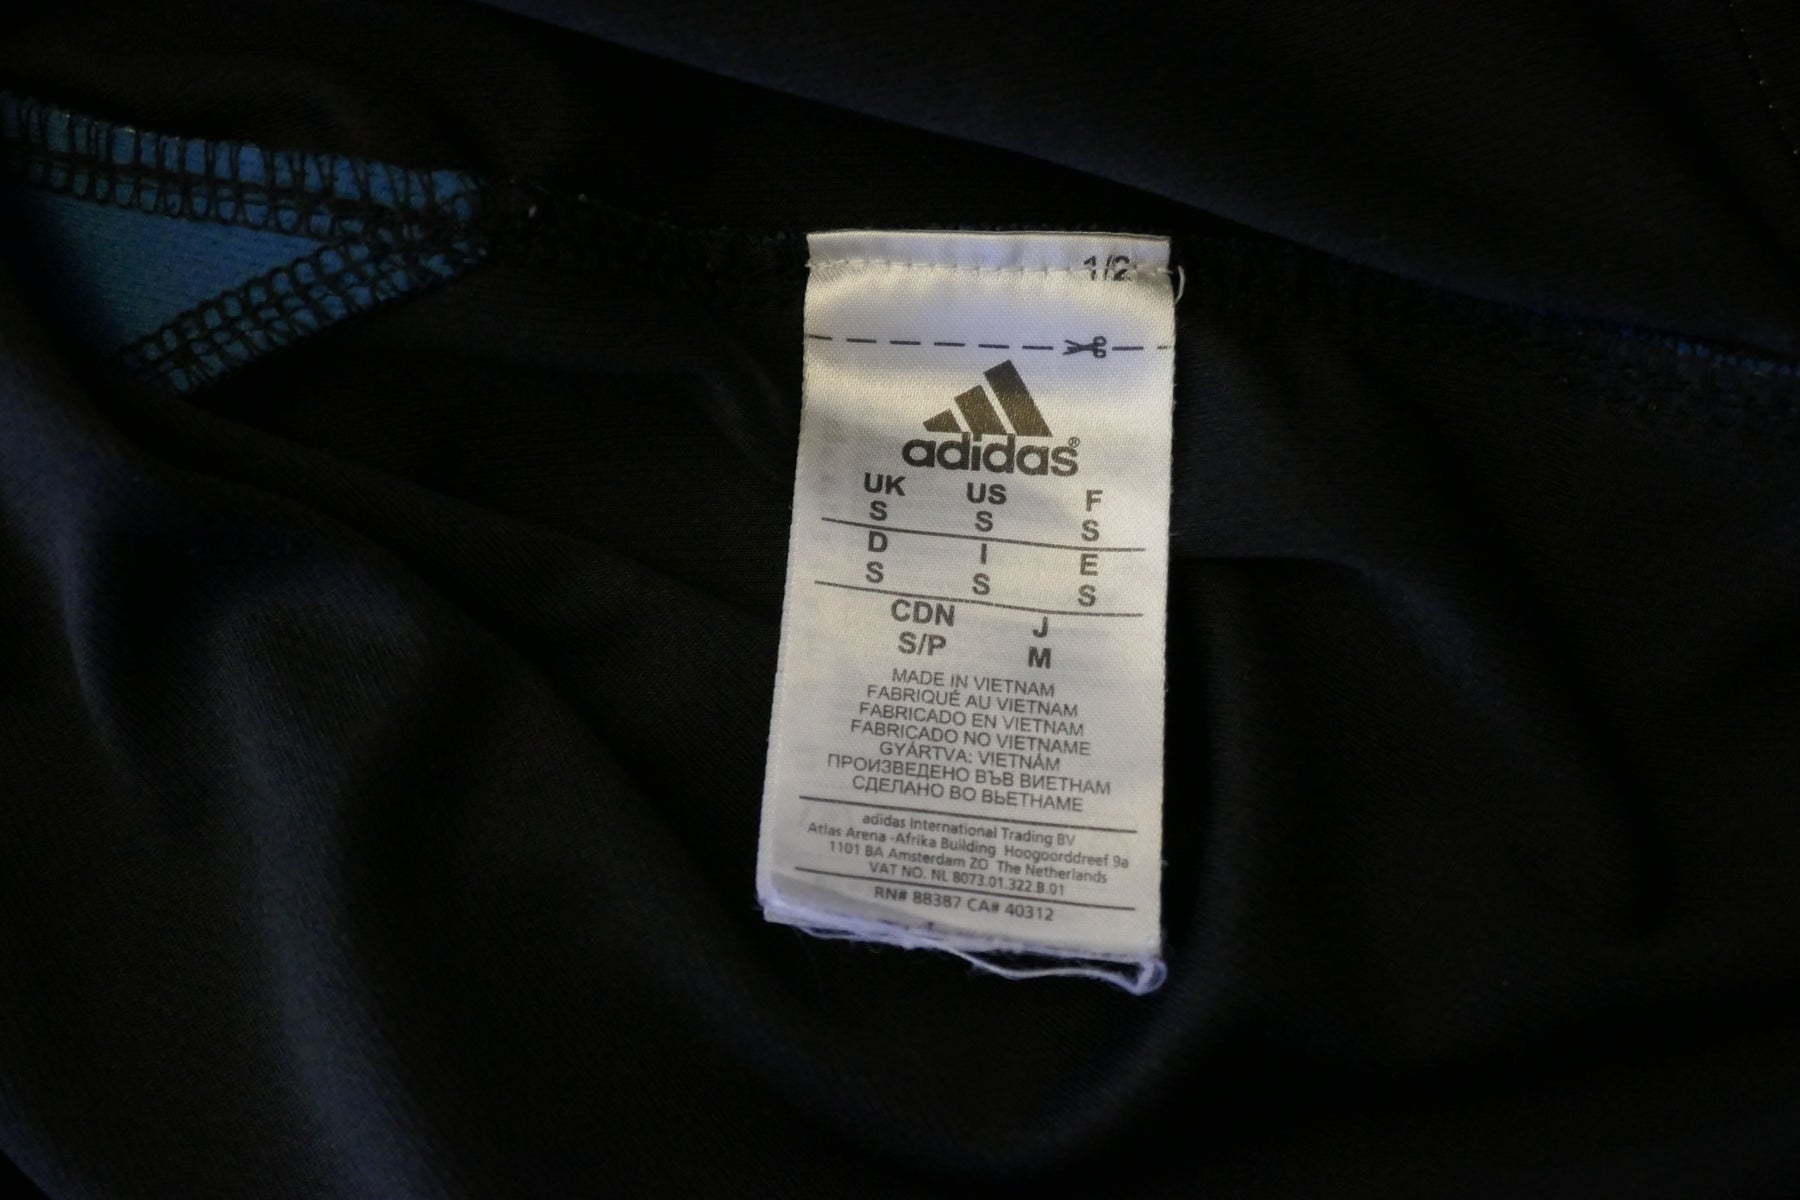 1/2
adidas®
UK US F
S S S
D I E
S S S
CDN J
S/P M
MADE IN VIETNAM
FABRIQUÉ AU VIETNAM
FABRICADO EN VIETNAM
FABRICADO NO VIETNAME
GYÁRTVA: VIETNÁM
ПРОИЗВЕДЕНО ВЪВ ВИЕТНАМ
СДЕЛАНО ВО ВЬЕТНАМЕ
adidas International Trading BV
Atlas Arena -Afrika Building Hoogoorddreef 9a
1101 BA Amsterdam ZO The Netherlands
VAT NO. NL 8073.01.322.B.01
RN# 88387 CA# 40312